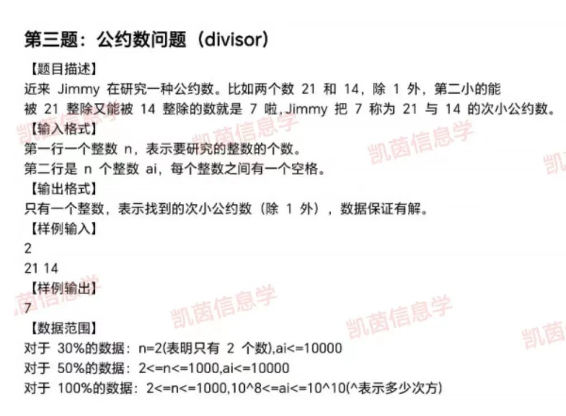 第三题：公约数问题（divisor）
【题目描述】
近来 Jimmy 在研究一种公约数。比如两个数 21 和 14，除 1 外，第二小的能
被 21 整除又能被 14 整除的数就是 7 啦,Jimmy 把 7 称为 21 与 14 的次小公约数。
【输入格式】
第一行一个整数 n，表示要研究的整数的个数。
第二行是 n 个整数 ai，每个整数之间有一个空格。
【输出格式】
只有一个整数，表示找到的次小公约数（除 1 外），数据保证有解。
【样例输入】
2
21 14
【样例输出】
7
【数据范围】
对于 30%的数据：n=2(表明只有 2 个数),ai<=10000
对于 50%的数据：2<=n<=1000,ai<=10000
对于 100%的数据：2<=n<=1000,10^8<=ai<=10^10(^表示多少次方)
凯茵信息学
凯茵信息学
凯茵信息学
凯茵信息学